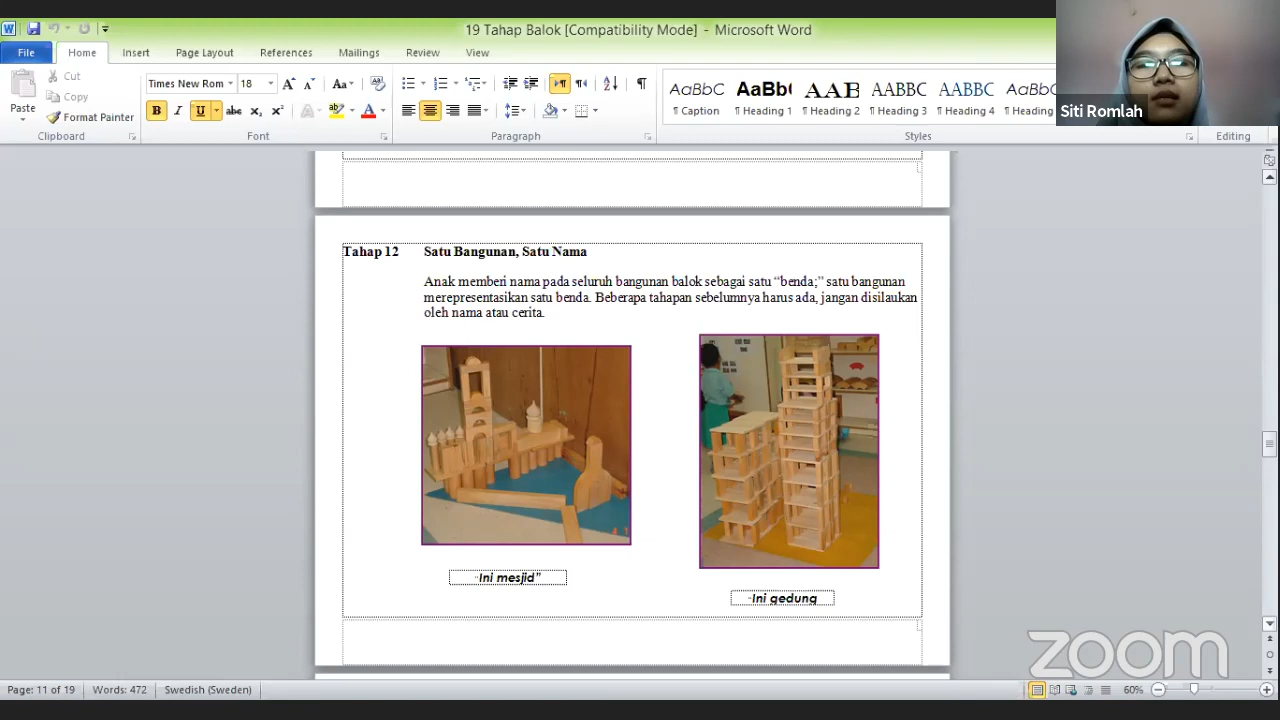 19 Tahap Balok [Compatibility Mode] - Microsoft Word
File Home Insert Page Layout References Mailings Review View
Siti Romlah
Paste
Cut
Copy
Format Painter
Times New Rom 18
AaBbC AaBb( AAB AABBC AABBC AaBbC
Caption Heading 1 Heading 2 Heading 3 Heading 4 Heading
Clipboard Font Paragraph Styles Editing
Tahap 12 Satu Bangunan, Satu Nama
Anak memberi nama pada seluruh bangunan balok sebagai satu “benda;” satu bangunan
merepresentasikan satu benda. Beberapa tahapan sebelumnya harus ada, jangan disilaukan
oleh nama atau cerita.
“Ini mesjid”
“Ini gedung
zoom
Page: 11 of 19 Words: 472 Swedish (Sweden) 60%